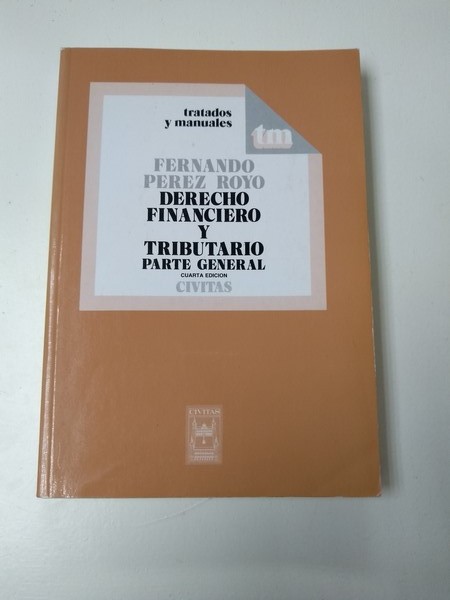 tratados
y manuales
tm
FERNANDO
PEREZ ROYO
DERECHO
FINANCIERO
Y
TRIBUTARIO
PARTE GENERAL
CUARTA EDICION
CIVITAS
CIVITAS